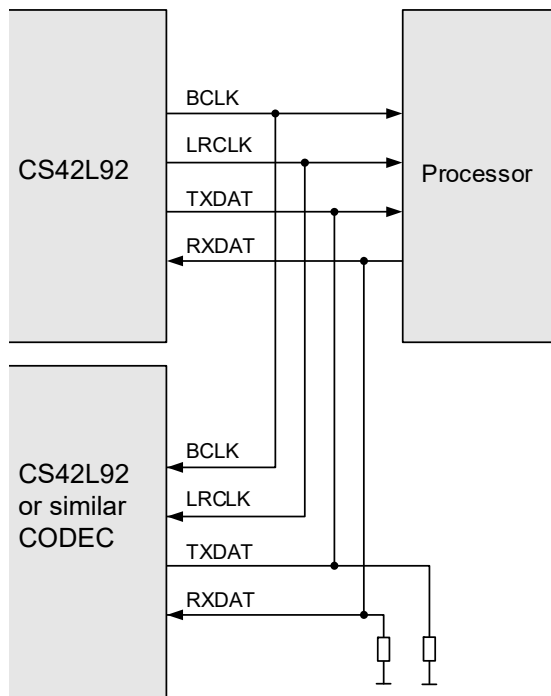 BCLK
LRCLK
CS42L92
Processor
TXDAT
RXDAT
BCLK
CS42L92
or similar
CODEC
LRCLK
TXDAT
RXDAT